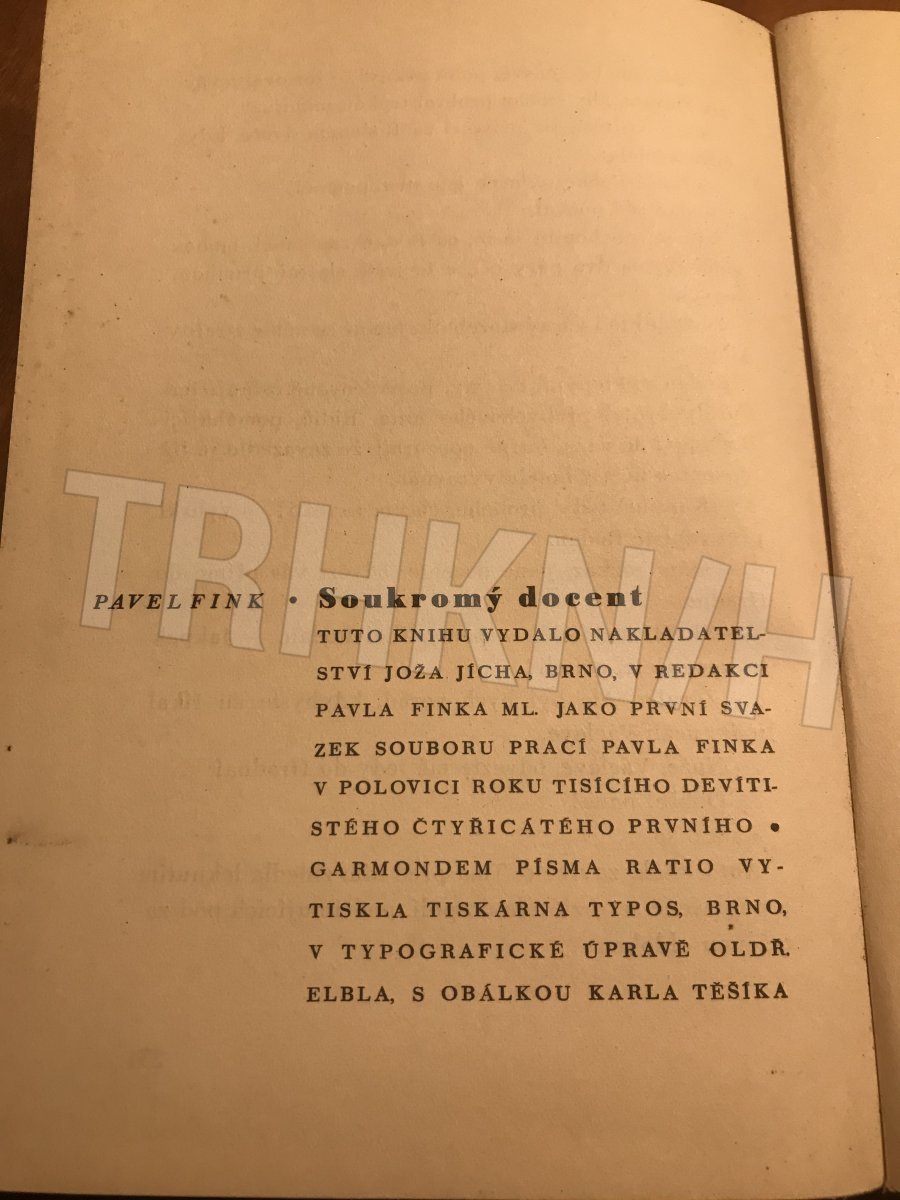 PAVEL FINK • Soukromý docent
TUTO KNIHU VYDALO NAKLADATEL-
STVÍ JOŽA JÍCHA, BRNO, V REDAKCI
PAVLA FINKA ML. JAKO PRVNÍ SVA-
ZEK SOUBORU PRACÍ PAVLA FINKA
V POLOVICI ROKU TISÍCÍHO DEVÍTI-
STÉHO ČTYŘICÁTÉHO PRVNÍHO •
GARMONDEM PÍSMA RATIO VY-
TISKLA TISKÁRNA TYPOS, BRNO,
V TYPOGRAFICKÉ ÚPRAVĚ OLDŘ.
ELBLA, S OBÁLKOU KARLA TĚŠÍKA
TRHKNIH